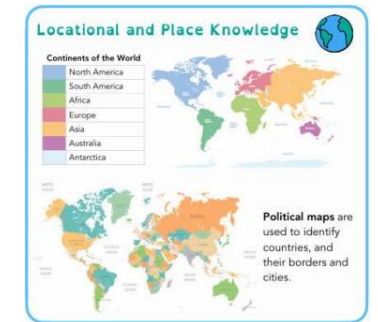 Locational and Place Knowledge
Continents of the World
North America
South America
Africa
Europe
Asia
Australia
Antarctica
Political maps are
used to identify
countries, and
their borders and
cities.